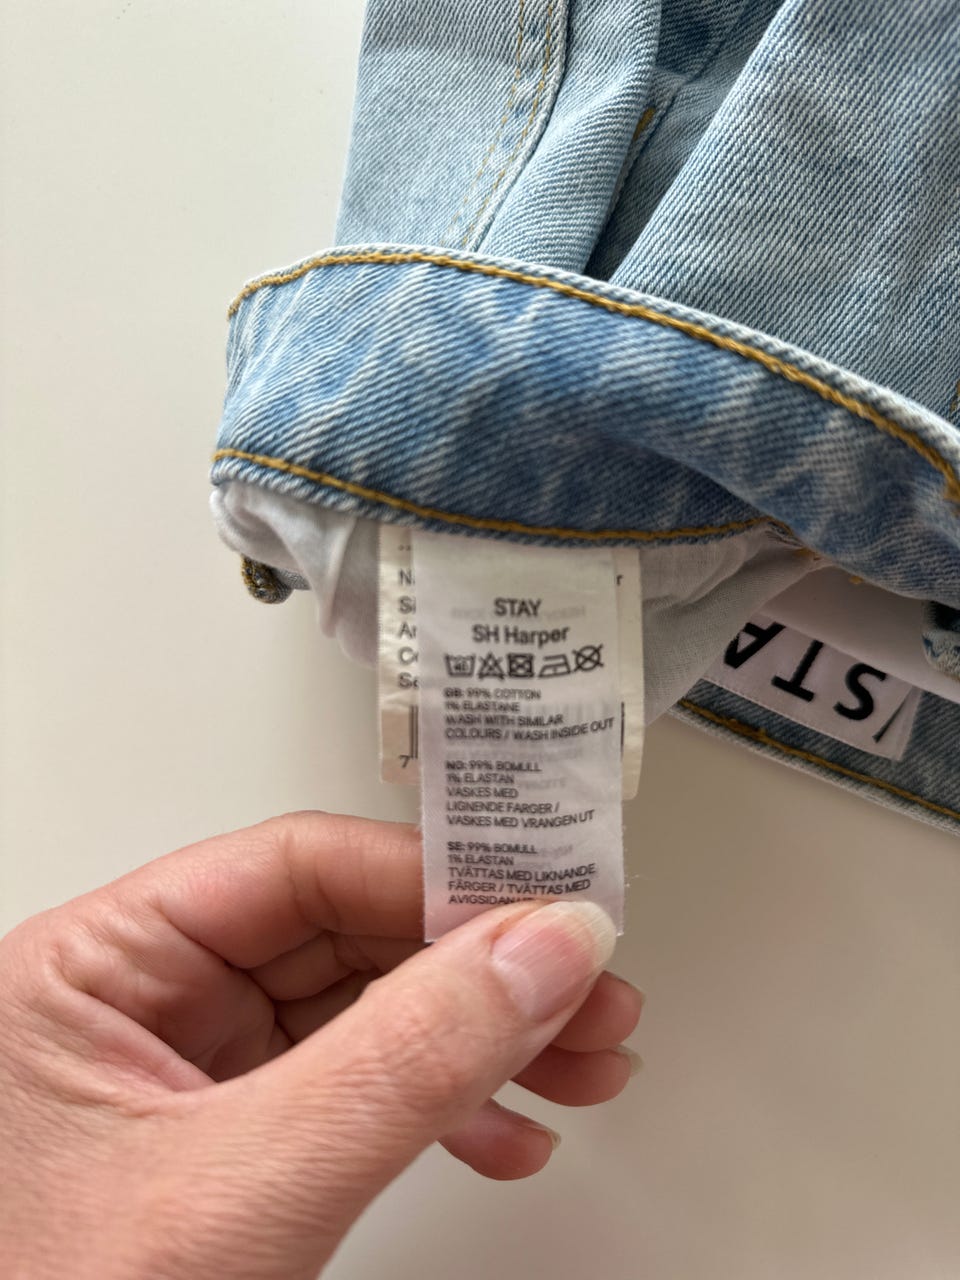 STAY
SH Harper
GB: 99% COTTON
1% ELASTANE
WASH WITH SIMILAR
COLOURS / WASH INSIDE OUT
NO: 99% BOMULL
1% ELASTAN
VASKES MED
LIGNENDE FARGER /
VASKES MED VRANGEN UT
SE: 99% BOMULL
1% ELASTAN
TVÄTTAS MED LIKNANDE
FÄRGER / TVÄTTAS MED
AVIGSIDAN
/STA
7